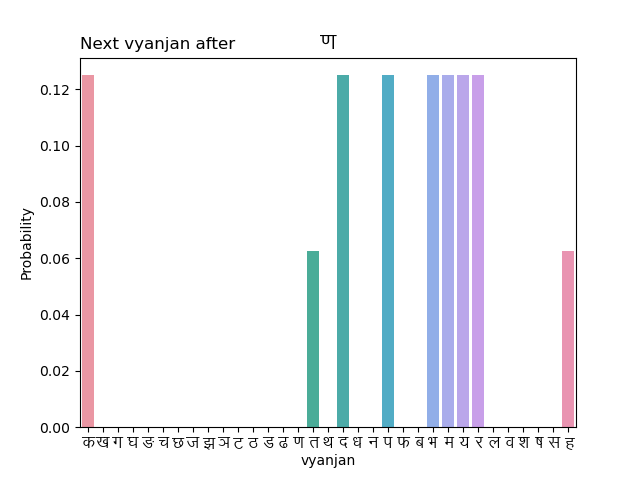 Next vyanjan after ण
Probability
0.12
0.10
0.08
0.06
0.04
0.02
0.00
क ख ग घ ङ च छ ज झ ञ ट ठ ड ढ ण त थ द ध न प फ ब भ म य र ल व श ष स ह
vyanjan